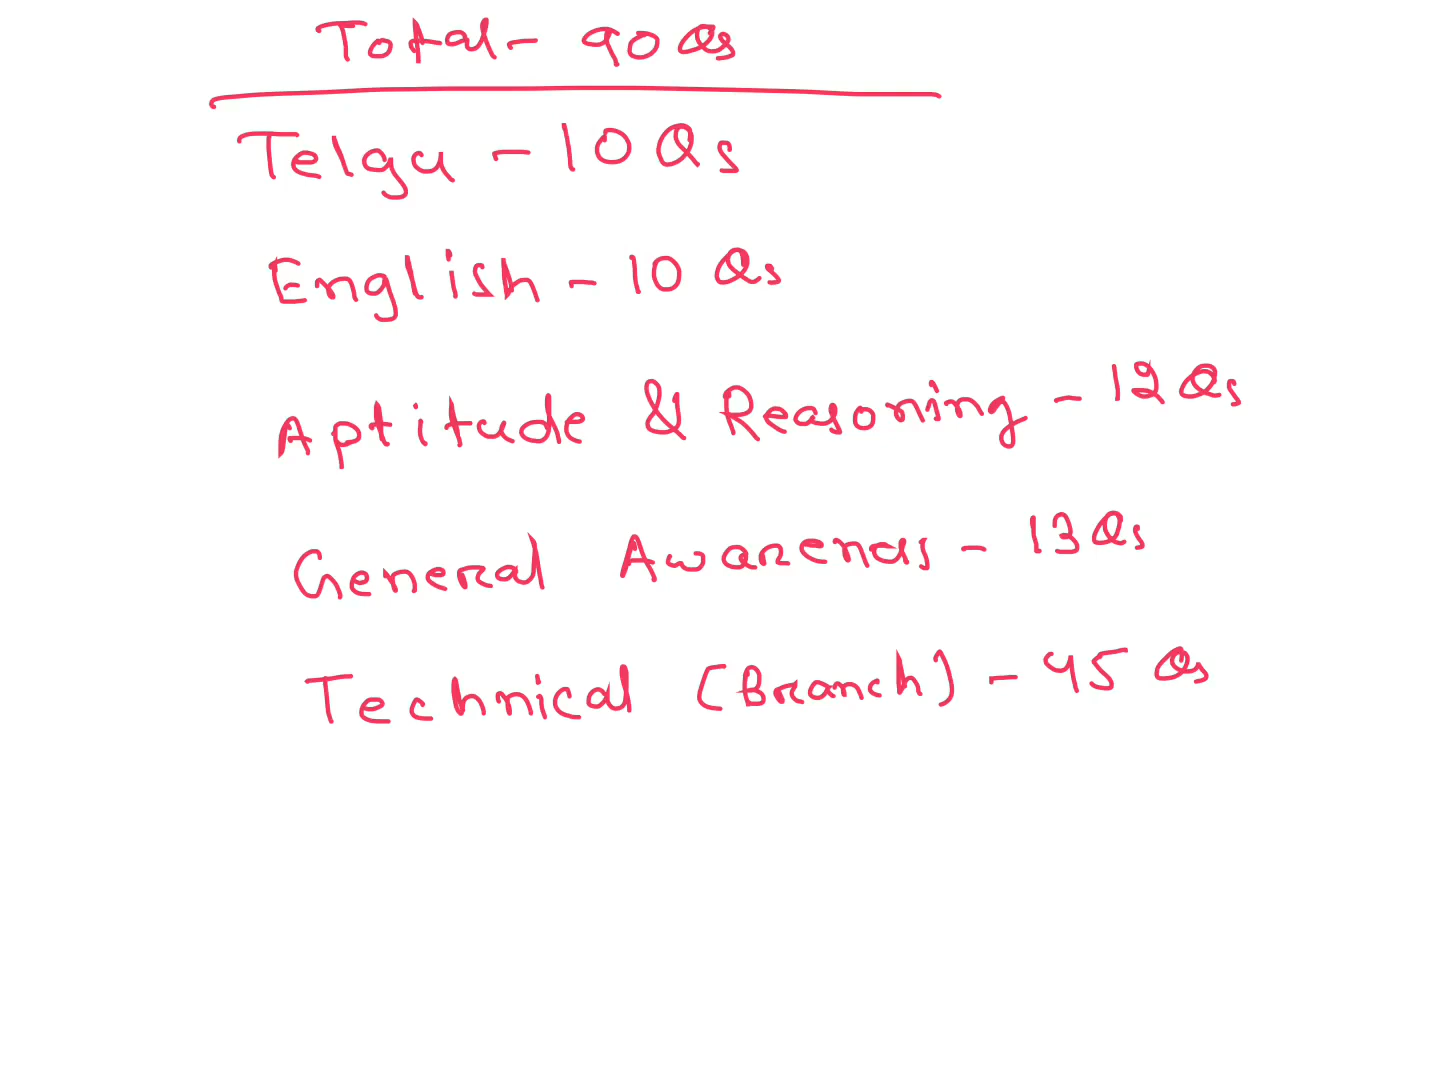 Total - 90 Qs
Telgu - 10 Qs
English - 10 Qs
Aptitude & Reasoning - 12 Qs
General Awareness - 13 Qs
Technical (Branch) - 45 Qs